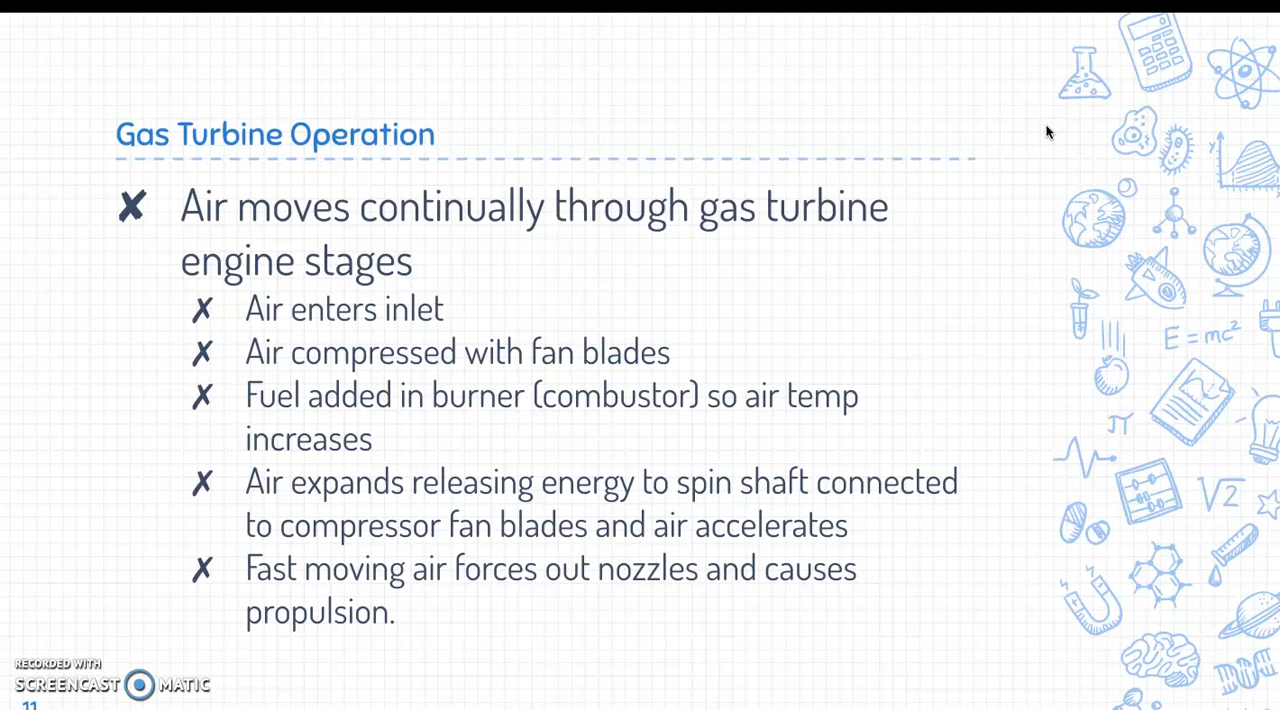 Gas Turbine Operation
✘ Air moves continually through gas turbine
engine stages
✗ Air enters inlet
✗ Air compressed with fan blades
✗ Fuel added in burner (combustor) so air temp
increases
✗ Air expands releasing energy to spin shaft connected
to compressor fan blades and air accelerates
✗ Fast moving air forces out nozzles and causes
propulsion.
y
E = mc²
π
√2
RECORDED WITH
SCREENCAST MATIC
11